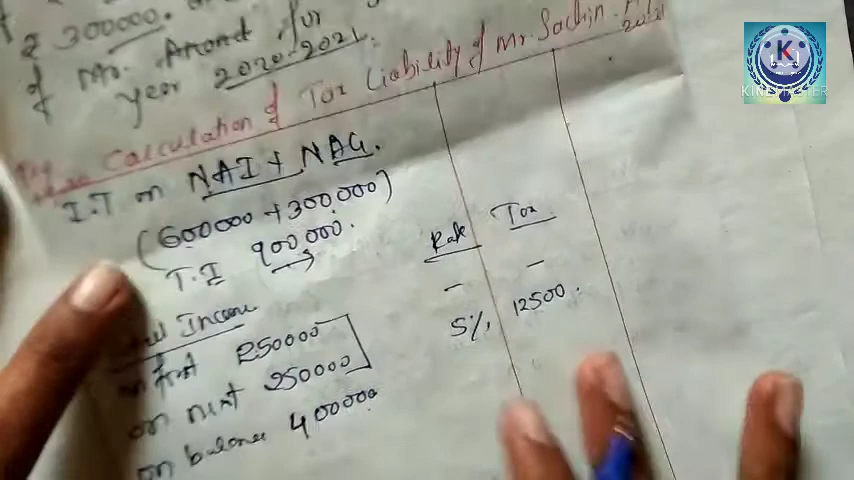 ₹ 300000.
of Mr. Anand for
year 2020-2021.
Calculation of Tax Liability of Mr. Sachin.
I.T on NAI + NAG.
(600000 + 300000)
T.I 900000.
Income Rate Tax
on first 250000 - -
on next 250000 5% 12500.
on balance 400000
K
KINEMASTER